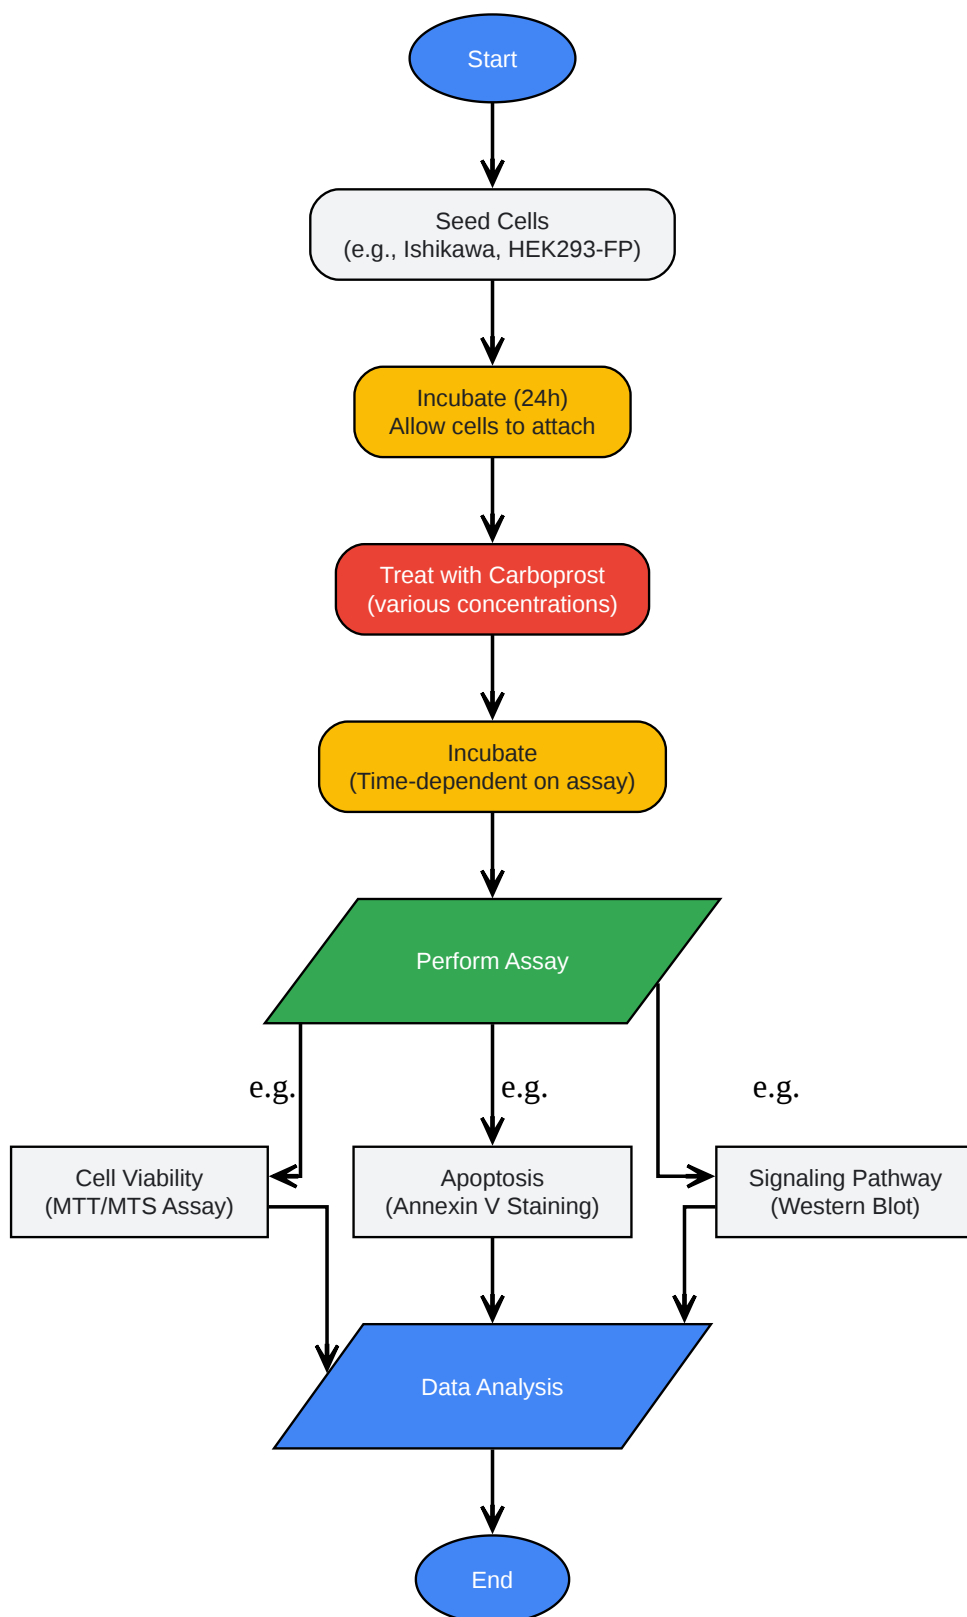 Start
Seed Cells
(e.g., Ishikawa, HEK293-FP)
Incubate (24h)
Allow cells to attach
Treat with Carboprost
(various concentrations)
Incubate
(Time-dependent on assay)
Perform Assay
e.g.
e.g.
e.g.
Cell Viability
(MTT/MTS Assay)
Apoptosis
(Annexin V Staining)
Signaling Pathway
(Western Blot)
Data Analysis
End